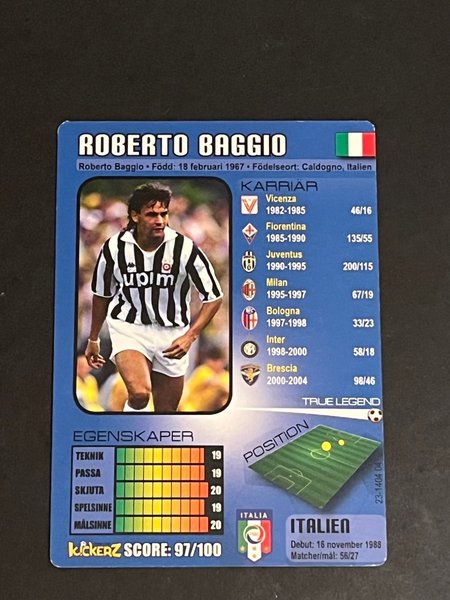 ROBERTO BAGGIO
Roberto Baggio • Född: 18 februari 1967 • Födelseort: Caldogno, Italien
KARRIÄR
Vicenza
1982-1985 46/16
Fiorentina
1985-1990 135/55
Juventus
1990-1995 200/115
Milan
1995-1997 67/19
Bologna
1997-1998 33/23
Inter
1998-2000 58/18
Brescia
2000-2004 98/46
upim
TRUE LEGEND
EGENSKAPER
TEKNIK 19
PASSA 19
SKJUTA 20
SPELSINNE 19
MÅLSINNE 20
POSITION
23-1404 04
KICKERZ SCORE: 97/100
ITALIA
ITALIEN
Debut: 16 november 1988
Matcher/mål: 56/27